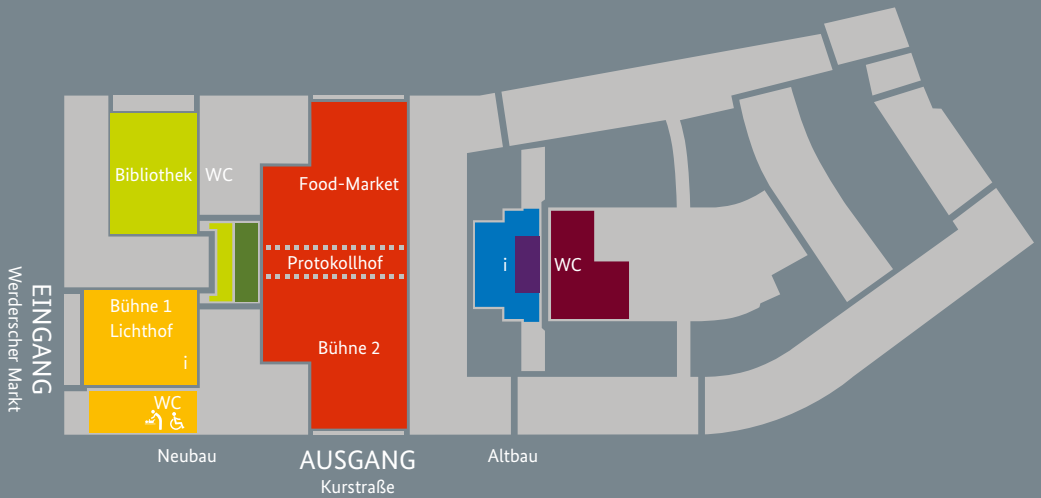 Bibliothek
WC
Food-Market
Protokollhof
Bühne 2
Bühne 1
Lichthof
i
WC
i
WC
EINGANG
Werderscher Markt
Neubau
AUSGANG
Kurstraße
Altbau